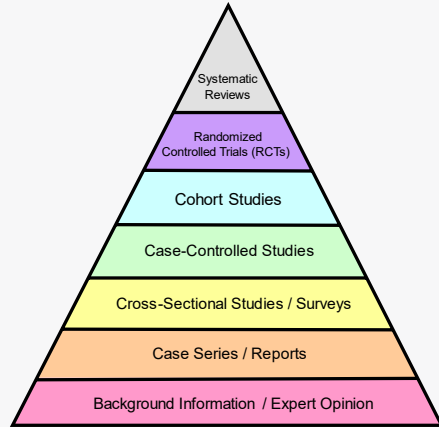 Systematic
Reviews
Randomized
Controlled Trials (RCTs)
Cohort Studies
Case-Controlled Studies
Cross-Sectional Studies / Surveys
Case Series / Reports
Background Information / Expert Opinion